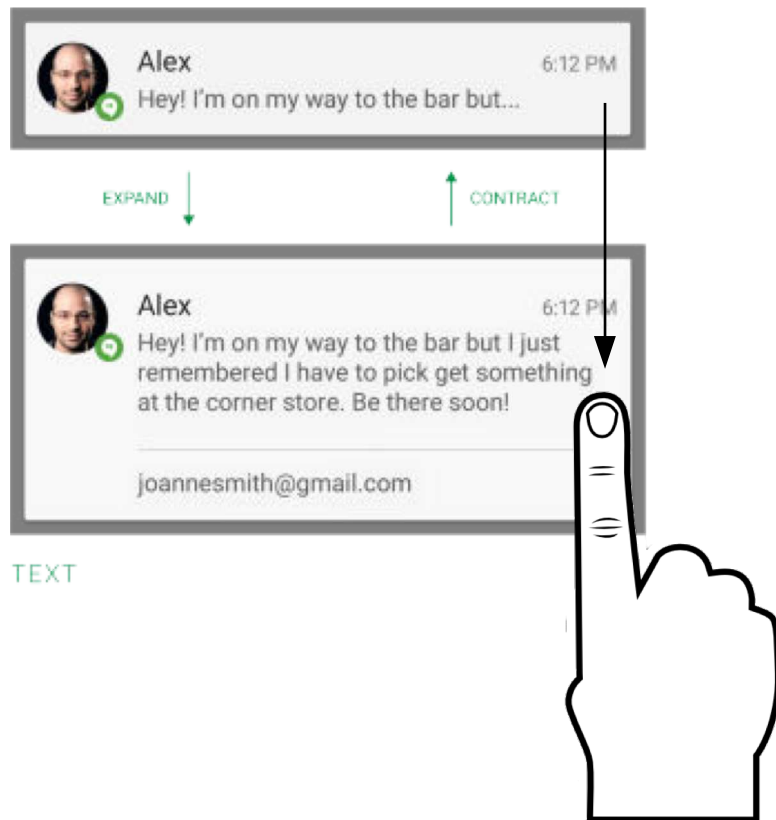 Alex
6:12 PM
Hey! I'm on my way to the bar but...
EXPAND
CONTRACT
Alex
6:12 PM
Hey! I'm on my way to the bar but I just
remembered I have to pick get something
at the corner store. Be there soon!
joannesmith@gmail.com
TEXT